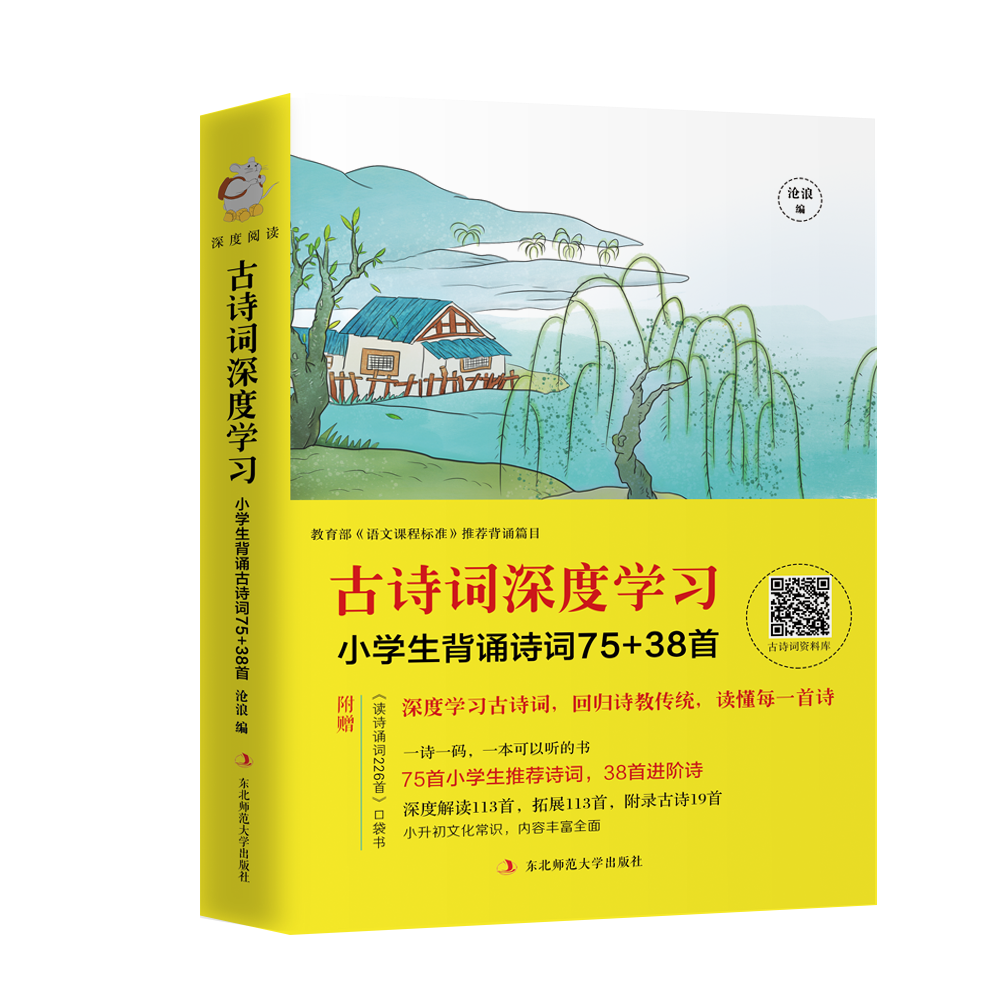 深度阅读
古诗词深度学习
小学生背诵古诗词75+38首
沧浪 编
东北师范大学出版社
沧浪
编
教育部《语文课程标准》推荐背诵篇目
古诗词深度学习
小学生背诵诗词75+38首
古诗词资料库
附赠
《读诗诵词226首》口袋书
深度学习古诗词，回归诗教传统，读懂每一首诗
一诗一码，一本可以听的书
75首小学生推荐诗词，38首进阶诗
深度解读113首，拓展113首，附录古诗19首
小升初文化常识，内容丰富全面
东北师范大学出版社